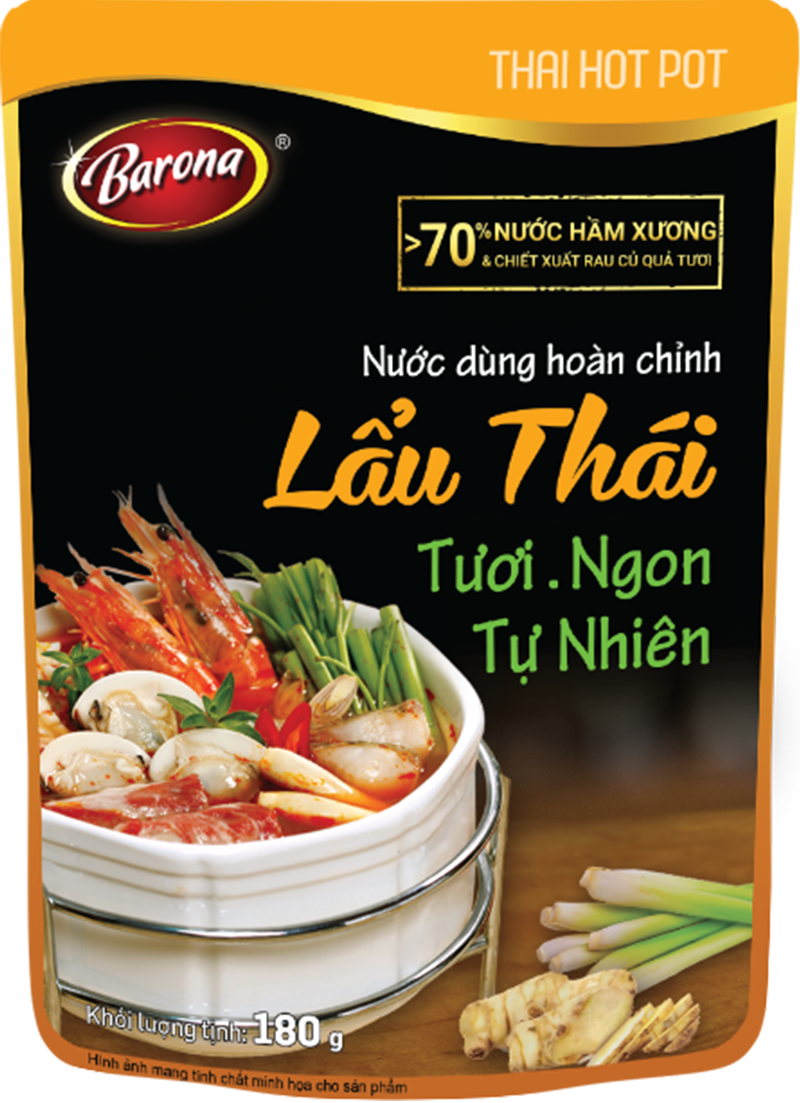 THAI HOT POT
Barona ®
>70% NƯỚC HẦM XƯƠNG
& CHIẾT XUẤT RAU CỦ QUẢ TƯƠI
Nước dùng hoàn chỉnh
Lẩu Thái
Tươi . Ngon
Tự Nhiên
Khối lượng tịnh: 180 g
Hình ảnh mang tính chất minh họa cho sản phẩm